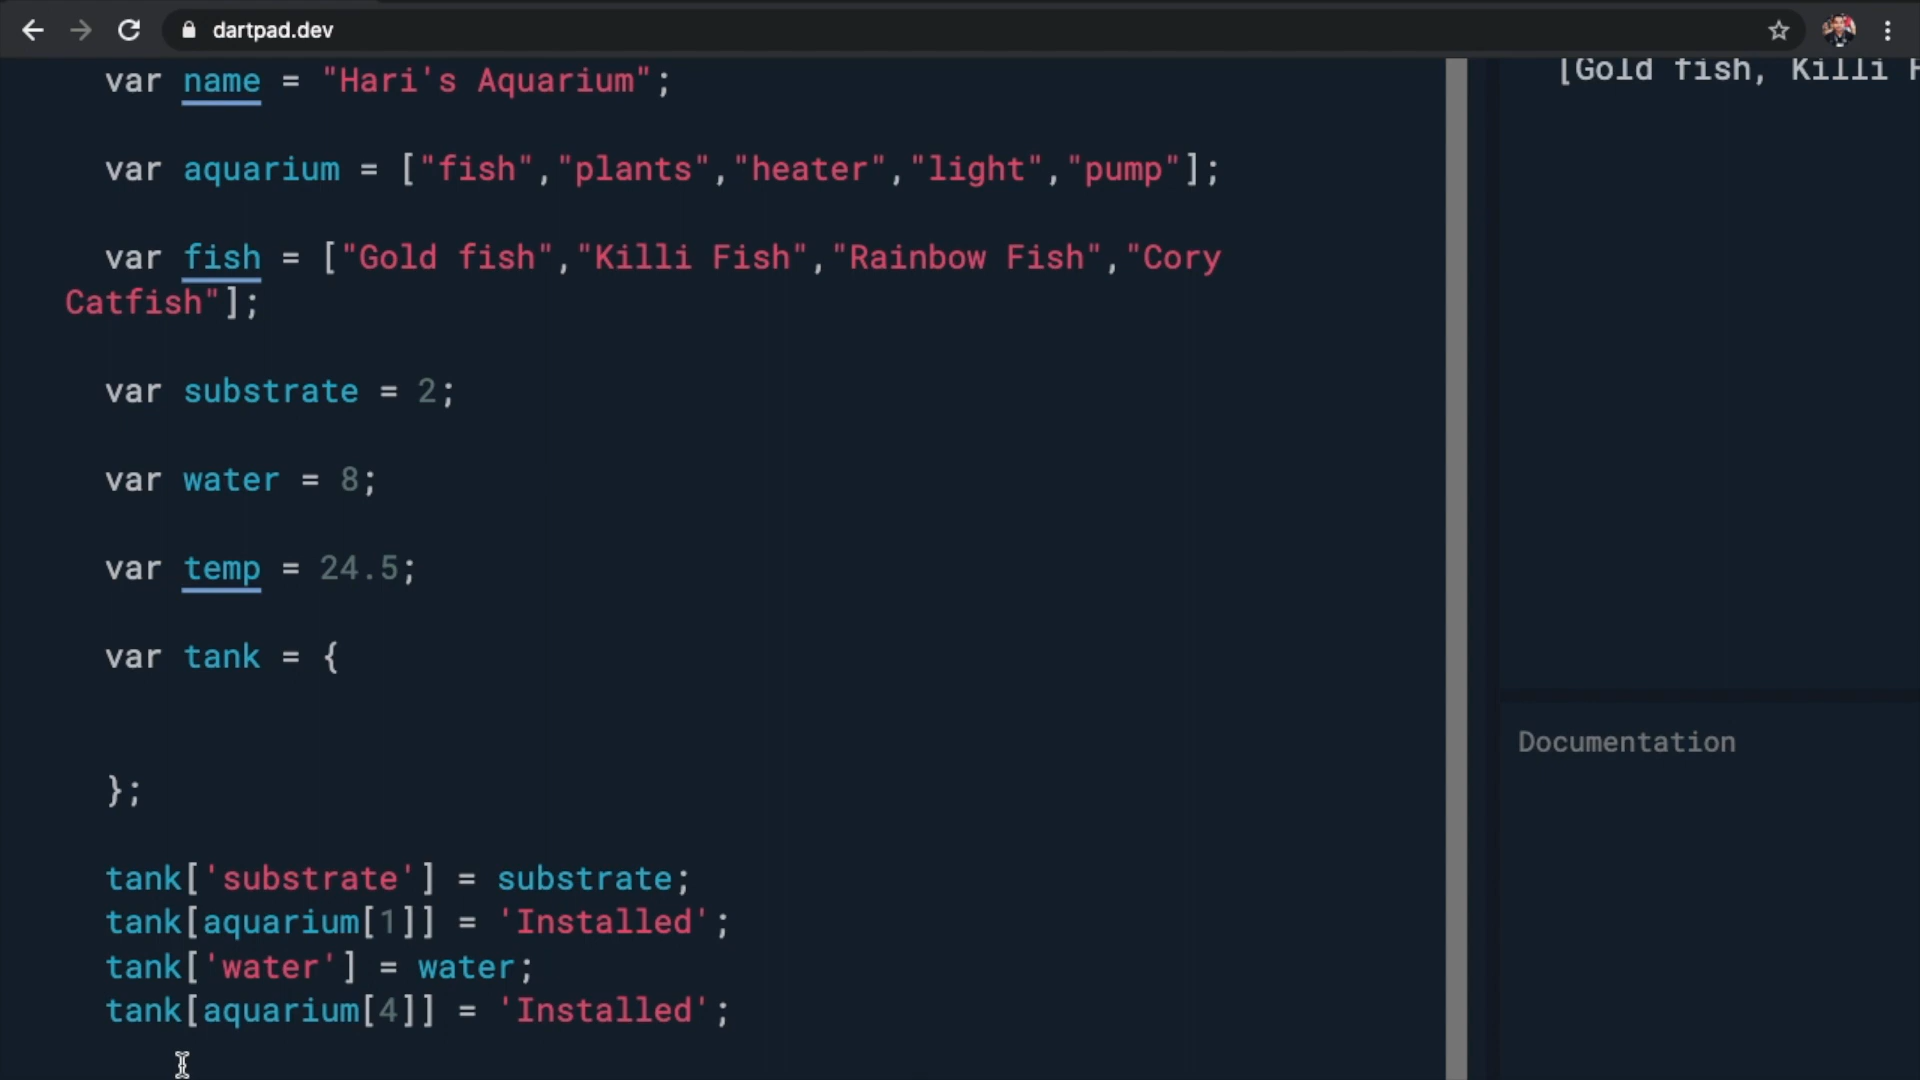 dartpad.dev
var name = "Hari's Aquarium";
[Gold fish, Killi F
var aquarium = ["fish","plants","heater","light","pump"];
var fish = ["Gold fish","Killi Fish","Rainbow Fish","Cory
Catfish"];
var substrate = 2;
var water = 8;
var temp = 24.5;
var tank = {
};
Documentation
tank['substrate'] = substrate;
tank[aquarium[1]] = 'Installed';
tank['water'] = water;
tank[aquarium[4]] = 'Installed';